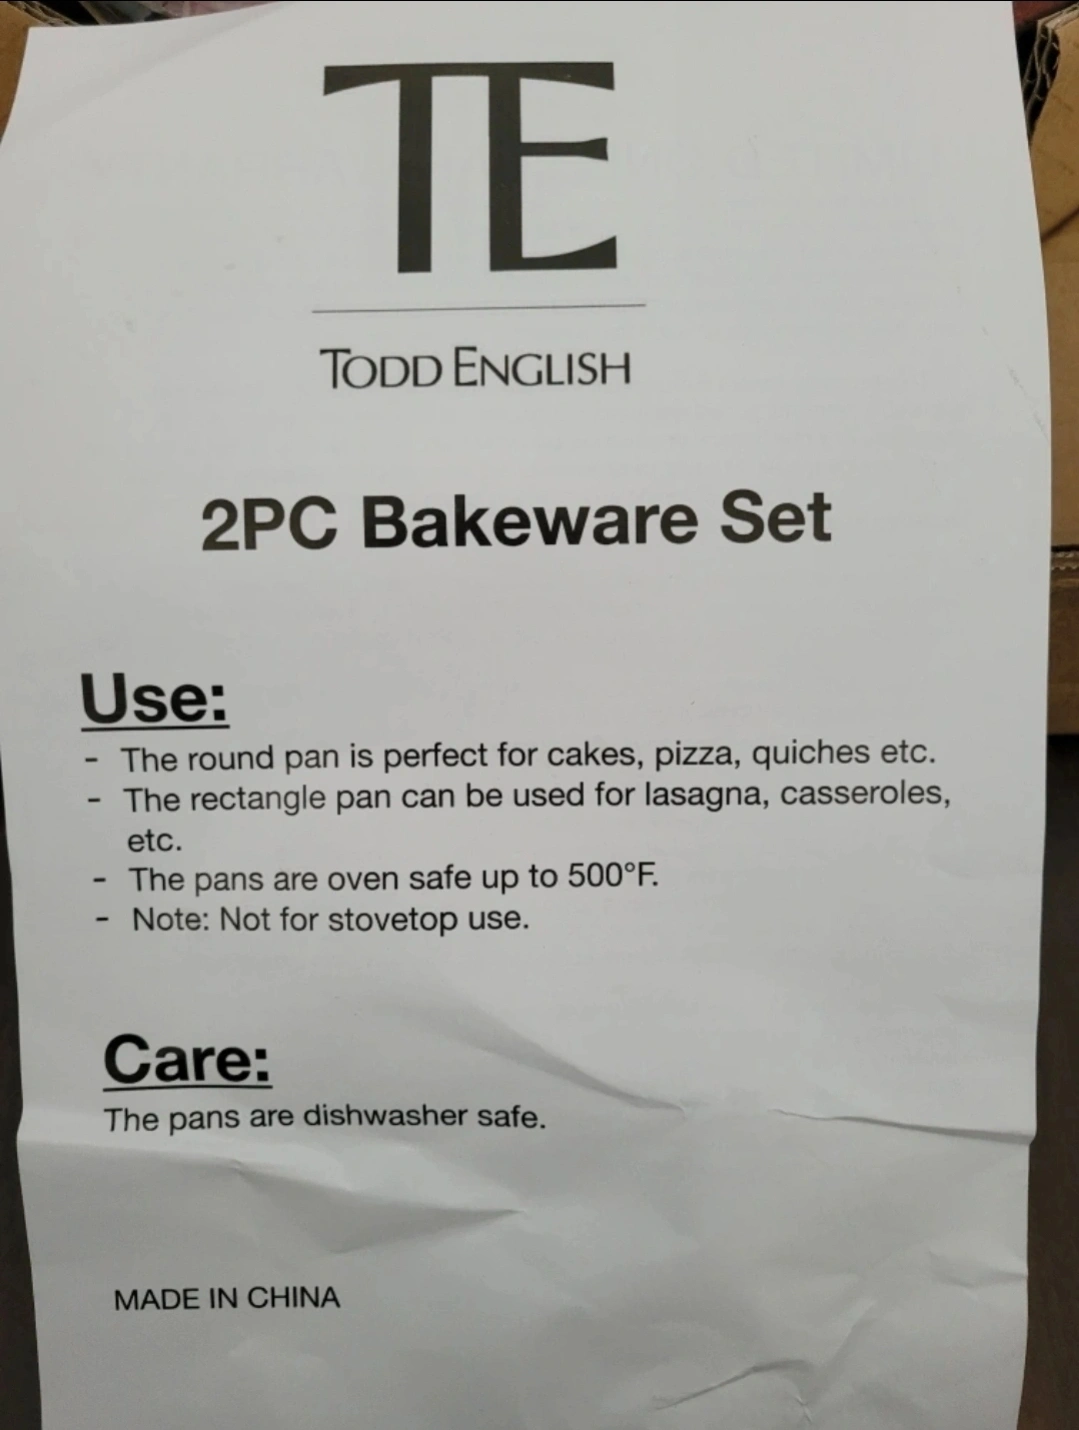 TE
TODD ENGLISH
2PC Bakeware Set
Use:
- The round pan is perfect for cakes, pizza, quiches etc.
- The rectangle pan can be used for lasagna, casseroles,
etc.
- The pans are oven safe up to 500°F.
- Note: Not for stovetop use.
Care:
The pans are dishwasher safe.
MADE IN CHINA